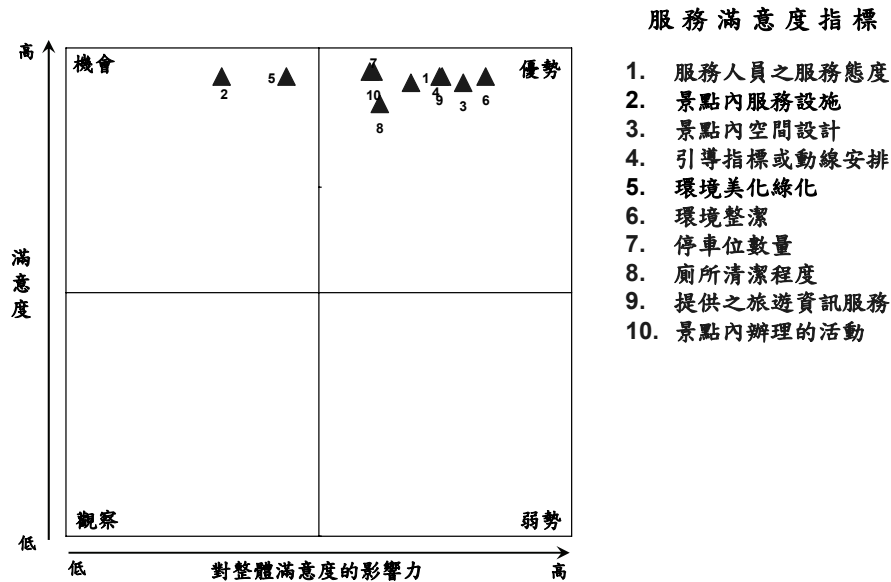 服務滿意度指標
高
機會
優勢
7
5
1
4
2
10
9
3
6
8
1. 服務人員之服務態度
2. 景點內服務設施
3. 景點內空間設計
4. 引導指標或動線安排
5. 環境美化綠化
6. 環境整潔
7. 停車位數量
8. 廁所清潔程度
9. 提供之旅遊資訊服務
10. 景點內辦理的活動
滿意度
觀察
弱勢
低
低
對整體滿意度的影響力
高